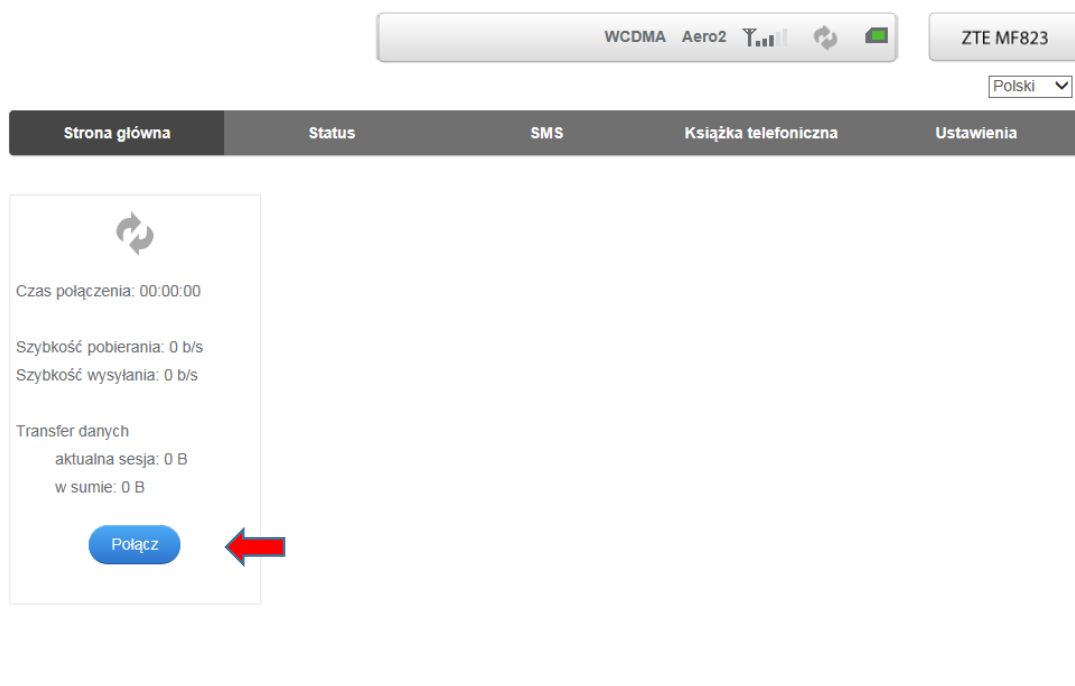 WCDMA Aero2
ZTE MF823
Polski
Strona główna Status SMS Książka telefoniczna Ustawienia
Czas połączenia: 00:00:00
Szybkość pobierania: 0 b/s
Szybkość wysyłania: 0 b/s
Transfer danych
aktualna sesja: 0 B
w sumie: 0 B
Połącz